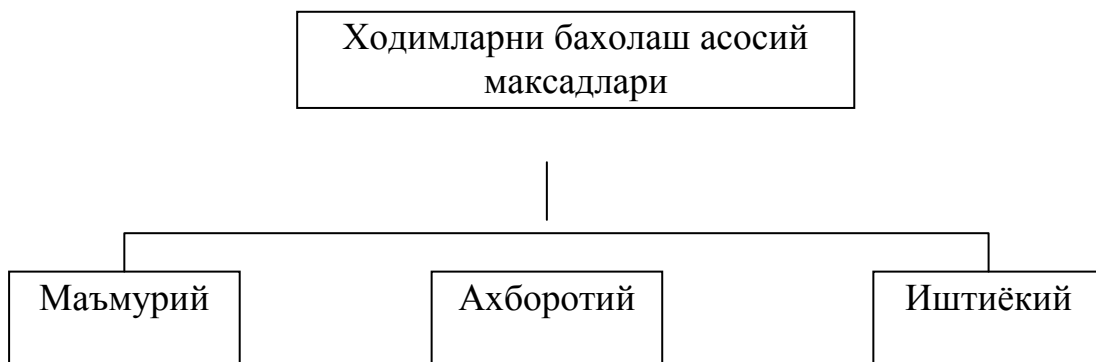 Ходимларни бахолаш асосий
максадлари
Маъмурий
Ахборотий
Иштиёкий